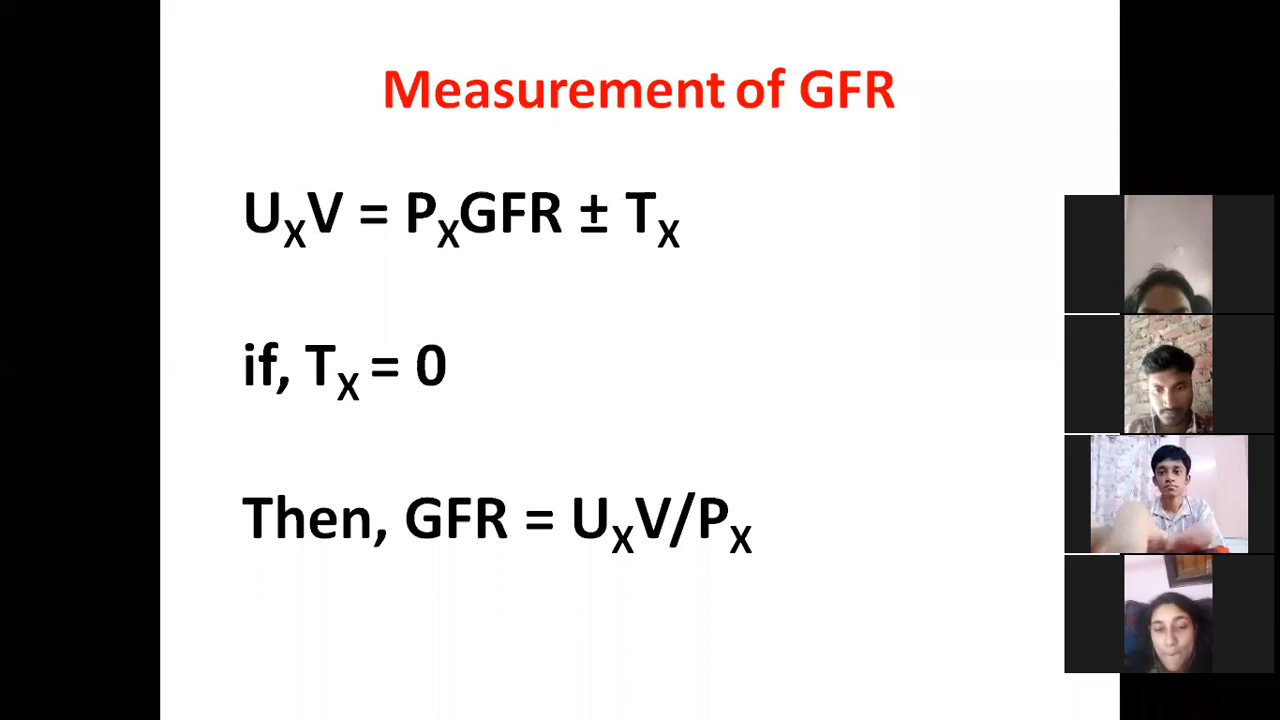 Measurement of GFR
UₓV = PₓGFR ± Tₓ
if, Tₓ = 0
Then, GFR = UₓV/Pₓ